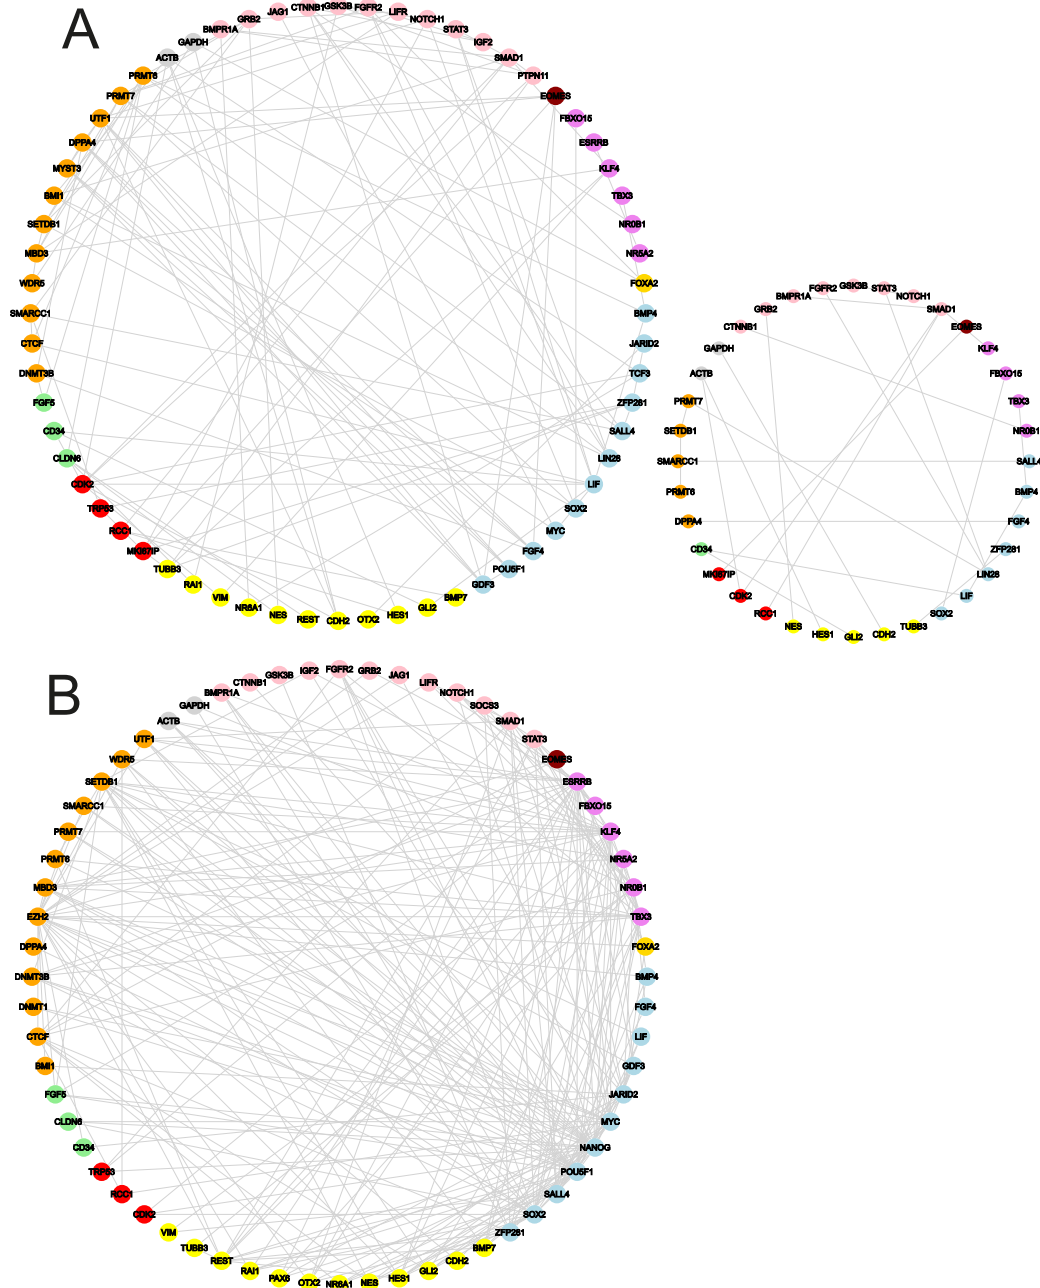 A
CTNNB1
GSK3B
FGFR2
LIFR
NOTCH1
STAT3
IGF2
SMAD1
PTPN11
EOMES
FBXO15
ESRRB
KLF4
TBX3
NR0B1
NR5A2
FOXA2
BMP4
JARID2
TCF3
ZFP281
SALL4
LIN28
LIF
SOX2
MYC
FGF4
POU5F1
GDF3
BMP7
GLI2
HES1
OTX2
CDH2
REST
NES
NR6A1
VIM
RAI1
TUBB3
MKI67IP
RCC1
TRP53
CDK2
CLDN6
CD34
FGF5
DNMT3B
CTCF
SMARCC1
WDR5
MBD3
SETDB1
BMI1
MYST3
DPPA4
UTF1
PRMT7
PRMT6
ACTB
GAPDH
BMPR1A
GRB2
JAG1
GSK3B
STAT3
NOTCH1
SMAD1
EOMES
KLF4
FBXO15
TBX3
NR0B1
SALL4
BMP4
FGF4
ZFP281
LIN28
LIF
SOX2
TUBB3
CDH2
GLI2
HES1
NES
RCC1
CDK2
MKI67IP
CD34
DPPA4
PRMT6
SMARCC1
SETDB1
PRMT7
ACTB
GAPDH
CTNNB1
GRB2
BMPR1A
FGFR2
B
FGFR2
GRB2
JAG1
LIFR
NOTCH1
SOCS3
SMAD1
STAT3
EOMES
ESRRB
FBXO15
KLF4
NR5A2
NR0B1
TBX3
FOXA2
BMP4
FGF4
LIF
GDF3
JARID2
MYC
NANOG
POU5F1
SALL4
SOX2
ZFP281
BMP7
CDH2
GLI2
HES1
NES
NR6A1
OTX2
PAX6
RAI1
REST
TUBB3
VIM
CDK2
RCC1
TRP53
CD34
CLDN6
FGF5
BMI1
CTCF
DNMT1
DNMT3B
DPPA4
EZH2
MBD3
PRMT6
PRMT7
SMARCC1
SETDB1
WDR5
UTF1
ACTB
GAPDH
BMPR1A
CTNNB1
GSK3B
IGF2